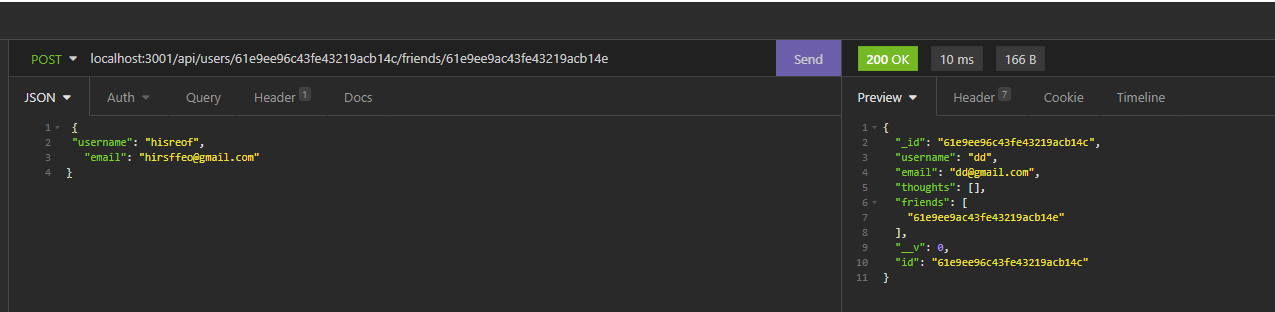 POST localhost:3001/api/users/61e9ee96c43fe43219acb14c/friends/61e9ee9ac43fe43219acb14e Send 200 OK 10 ms 166 B
JSON Auth Query Header 1 Docs Preview Header 7 Cookie Timeline
1 {
2 "username": "hisreof",
3 "email": "hirsffeo@gmail.com"
4 }
1 {
2 "_id": "61e9ee96c43fe43219acb14c",
3 "username": "dd",
4 "email": "dd@gmail.com",
5 "thoughts": [],
6 "friends": [
7 "61e9ee9ac43fe43219acb14e"
8 ],
9 "__v": 0,
10 "id": "61e9ee96c43fe43219acb14c"
11 }